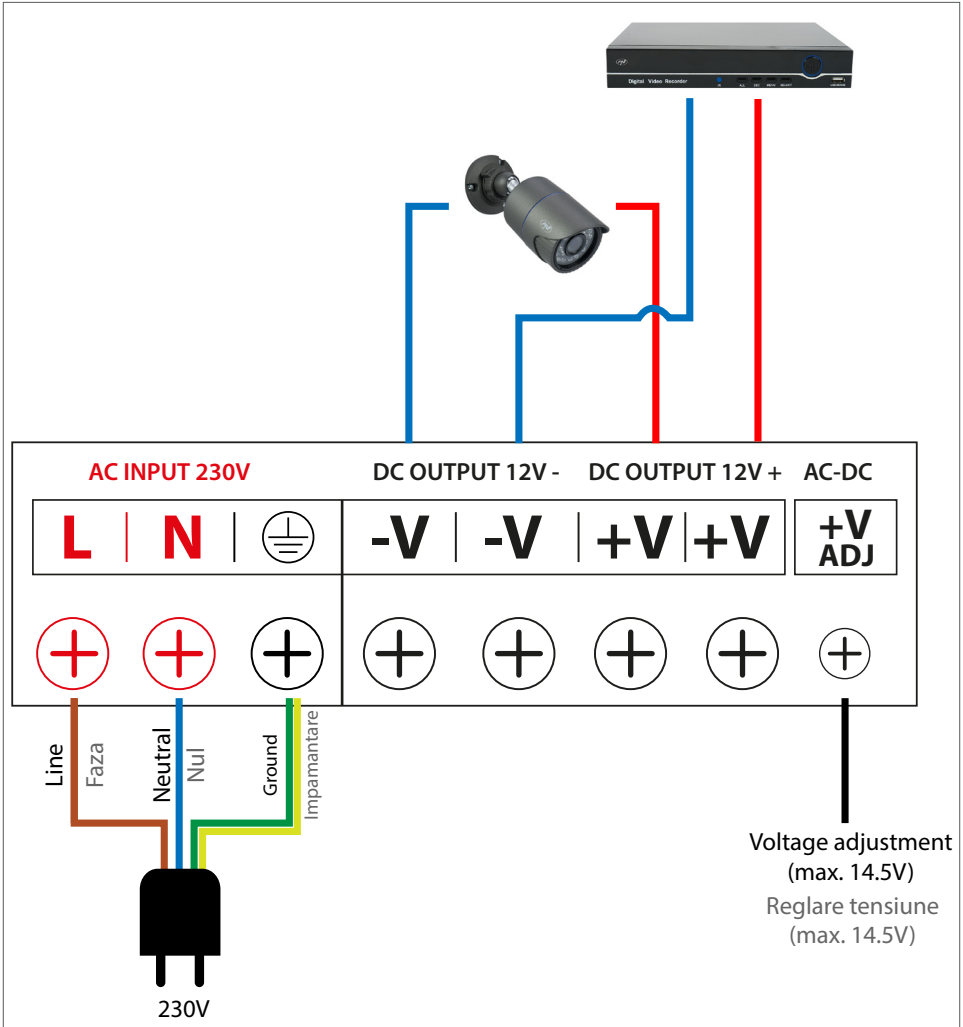 Digital Video Recorder
AC INPUT 230V
DC OUTPUT 12V -
DC OUTPUT 12V +
AC-DC
L
N
-V
-V
+V
+V
+V
ADJ
Line
Faza
Neutral
Nul
Ground
Impamantare
Voltage adjustment
(max. 14.5V)
Reglare tensiune
(max. 14.5V)
230V